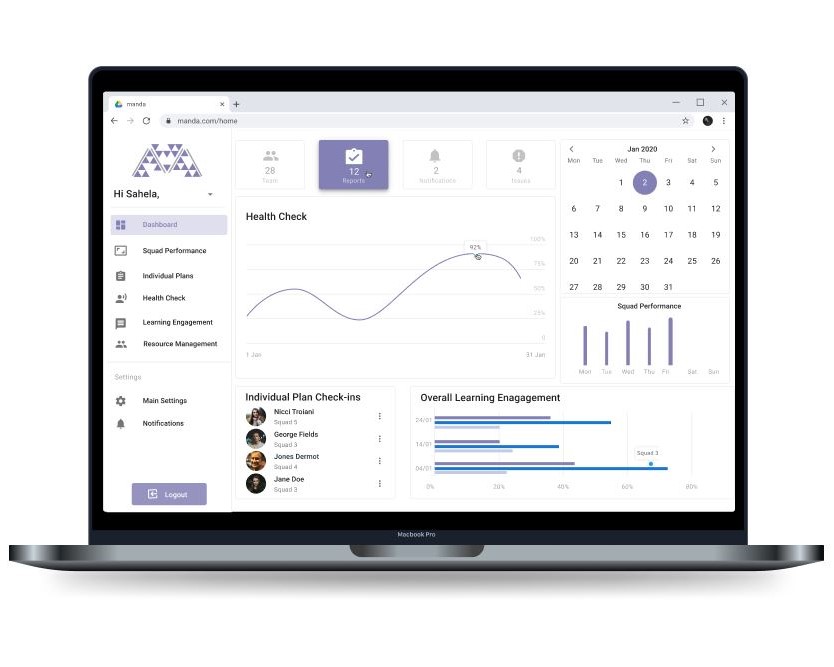 manda
manda.com/home
Hi Sahela,
Dashboard
Squad Performance
Individual Plans
Health Check
Learning Engagement
Resource Management
Settings
Main Settings
Notifications
Logout
28
Team
12
Reports
2
Notifications
4
Issues
Health Check
100%
92%
75%
50%
25%
0
1 Jan
31 Jan
Jan 2020
Mon Tue Wed Thu Fri Sat Sun
1 2 3 4 5
6 7 8 9 10 11 12
13 14 15 16 17 18 19
20 21 22 23 24 25 26
27 28 29 30 31
Squad Performance
Mon Tue Wed Thu Fri Sat Sun
Individual Plan Check-ins
Nicci Troiani
Squad 5
George Fields
Squad 3
Jones Dermot
Squad 4
Jane Doe
Squad 3
Overall Learning Enagagement
24/01
14/01
Squad 3
04/01
0% 20% 40% 60% 80%
Macbook Pro